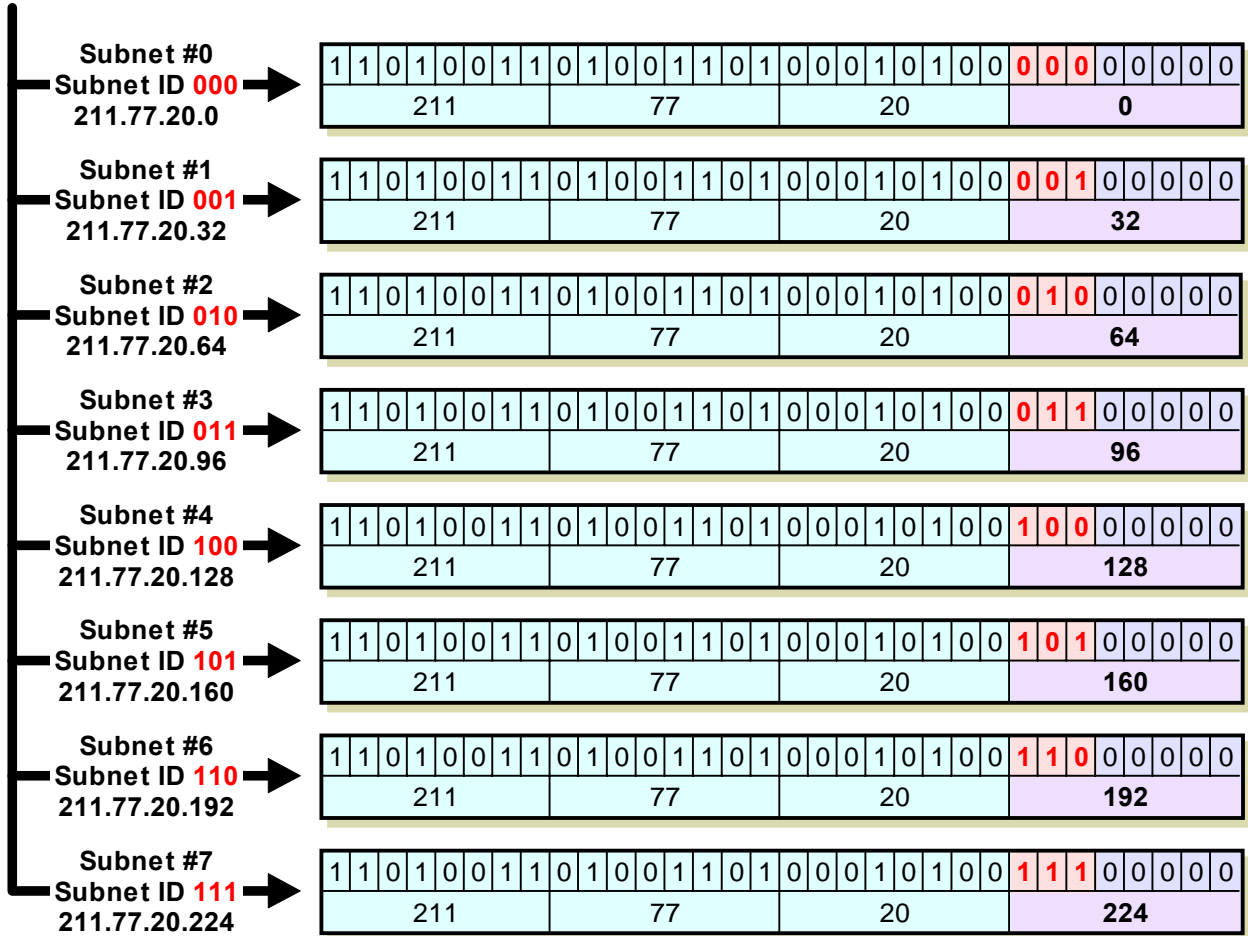 Subnet #0
Subnet ID 000
211.77.20.0
1 1 0 1 0 0 1 1 0 1 0 0 1 1 0 1 0 0 0 1 0 1 0 0 0 0 0 0 0 0 0 0
211 77 20 0
Subnet #1
Subnet ID 001
211.77.20.32
1 1 0 1 0 0 1 1 0 1 0 0 1 1 0 1 0 0 0 1 0 1 0 0 0 0 1 0 0 0 0 0
211 77 20 32
Subnet #2
Subnet ID 010
211.77.20.64
1 1 0 1 0 0 1 1 0 1 0 0 1 1 0 1 0 0 0 1 0 1 0 0 0 1 0 0 0 0 0 0
211 77 20 64
Subnet #3
Subnet ID 011
211.77.20.96
1 1 0 1 0 0 1 1 0 1 0 0 1 1 0 1 0 0 0 1 0 1 0 0 0 1 1 0 0 0 0 0
211 77 20 96
Subnet #4
Subnet ID 100
211.77.20.128
1 1 0 1 0 0 1 1 0 1 0 0 1 1 0 1 0 0 0 1 0 1 0 0 1 0 0 0 0 0 0 0
211 77 20 128
Subnet #5
Subnet ID 101
211.77.20.160
1 1 0 1 0 0 1 1 0 1 0 0 1 1 0 1 0 0 0 1 0 1 0 0 1 0 1 0 0 0 0 0
211 77 20 160
Subnet #6
Subnet ID 110
211.77.20.192
1 1 0 1 0 0 1 1 0 1 0 0 1 1 0 1 0 0 0 1 0 1 0 0 1 1 0 0 0 0 0 0
211 77 20 192
Subnet #7
Subnet ID 111
211.77.20.224
1 1 0 1 0 0 1 1 0 1 0 0 1 1 0 1 0 0 0 1 0 1 0 0 1 1 1 0 0 0 0 0
211 77 20 224